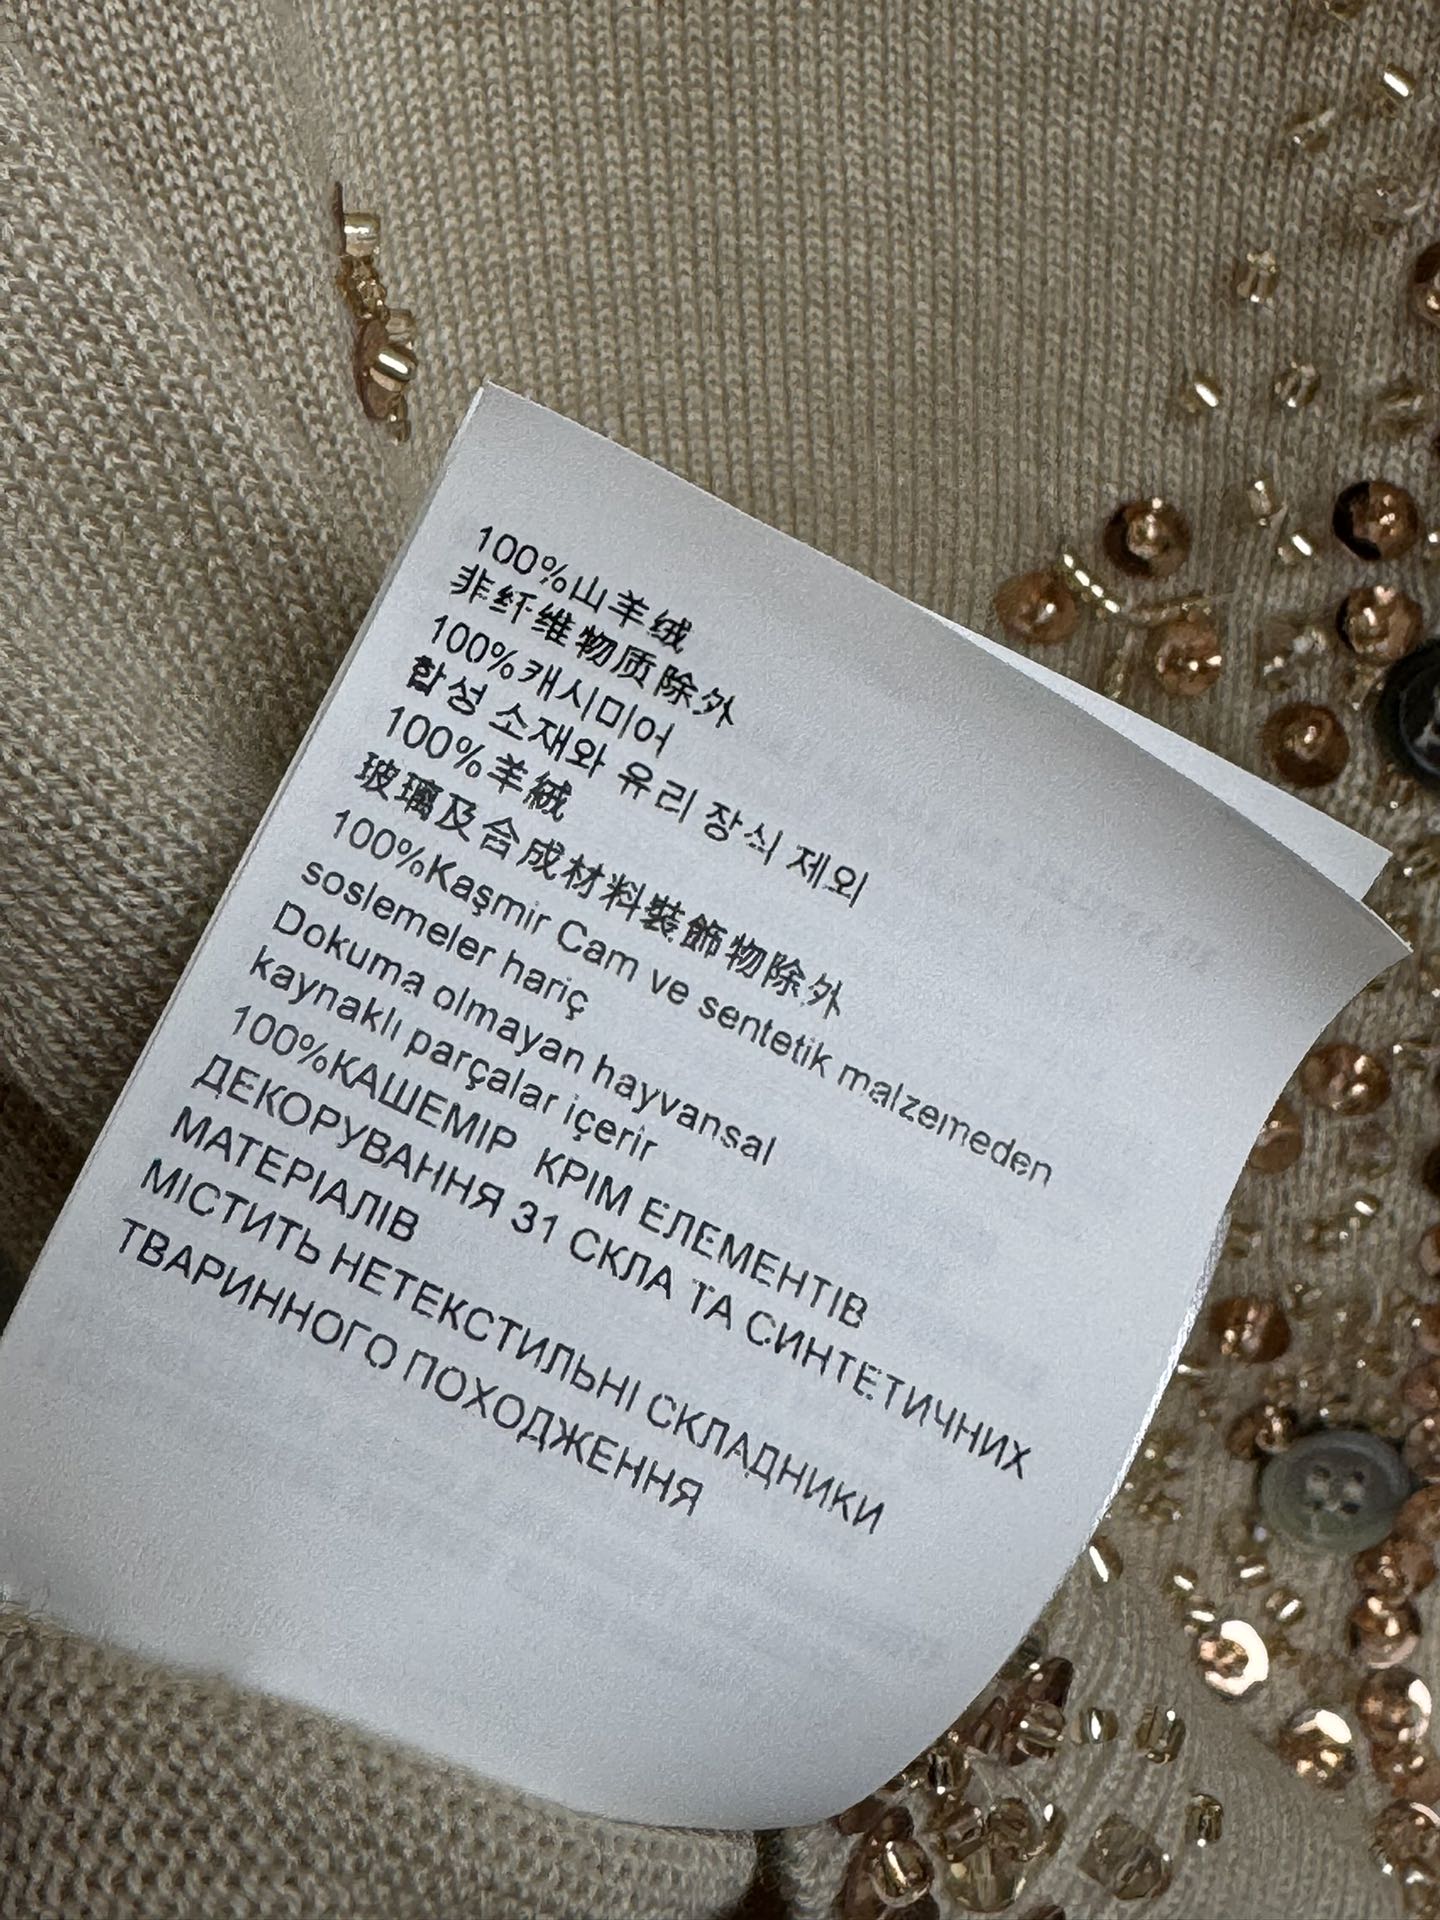 100%山羊绒
非纤维物质除外
100%캐시미어
합성 소재와 유리 장식 제외
100%羊絨
玻璃及合成材料裝飾物除外
100%Kaşmir Cam ve sentetik malzemeden
soslemeler hariç
Dokuma olmayan hayvansal
kaynaklı parçalar içerir
100%КАШЕМІР КРІМ ЕЛЕМЕНТІВ
ДЕКОРУВАННЯ 31 СКЛА ТА СИНТЕТИЧНИХ
МАТЕРІАЛІВ
МІСТИТЬ НЕТЕКСТИЛЬНІ СКЛАДНИКИ
ТВАРИННОГО ПОХОДЖЕННЯ